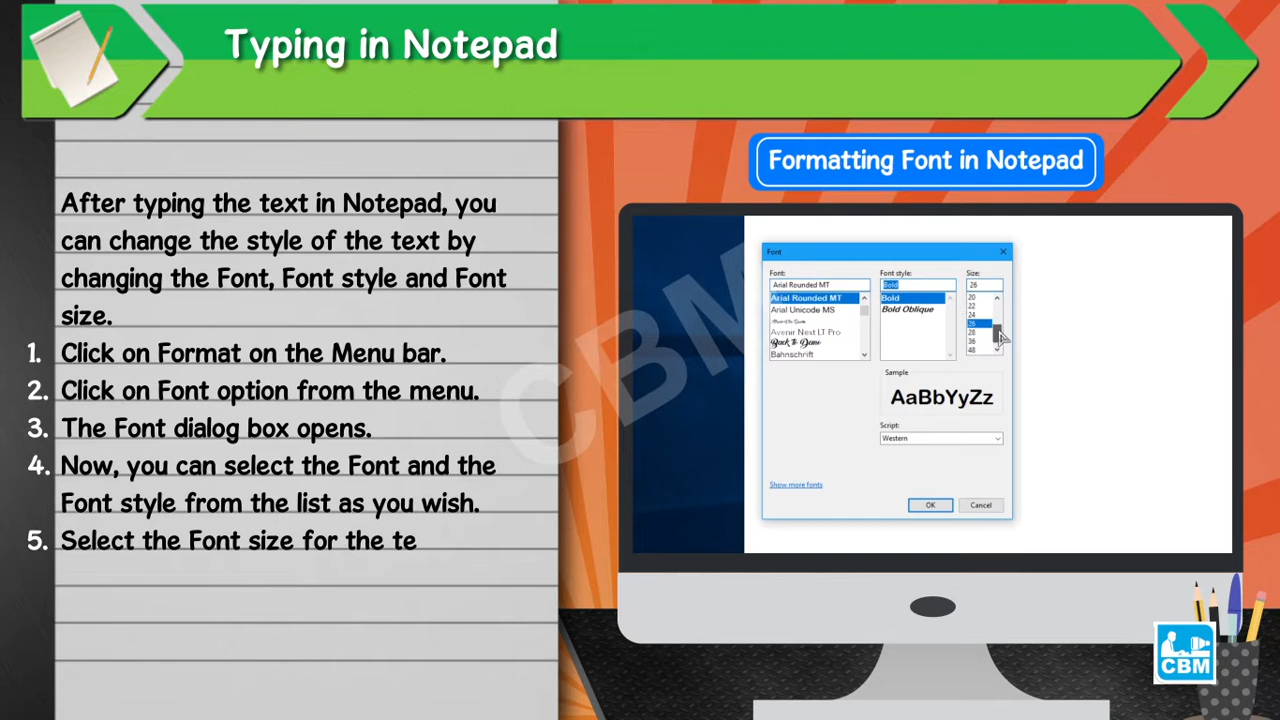 Typing in Notepad
After typing the text in Notepad, you
can change the style of the text by
changing the Font, Font style and Font
size.
1. Click on Format on the Menu bar.
2. Click on Font option from the menu.
3. The Font dialog box opens.
4. Now, you can select the Font and the
Font style from the list as you wish.
5. Select the Font size for the te
Formatting Font in Notepad
Font
Font: Font style: Size:
Arial Rounded MT Bold 26
Arial Rounded MT
Arial Unicode MS
Avenir Next LT Pro
Back to Demo
Bahnschrift
Bold
Bold Oblique
20
22
24
26
28
36
48
Sample
AaBbYyZz
Script:
Western
Show more fonts
OK Cancel
CBM
CBM